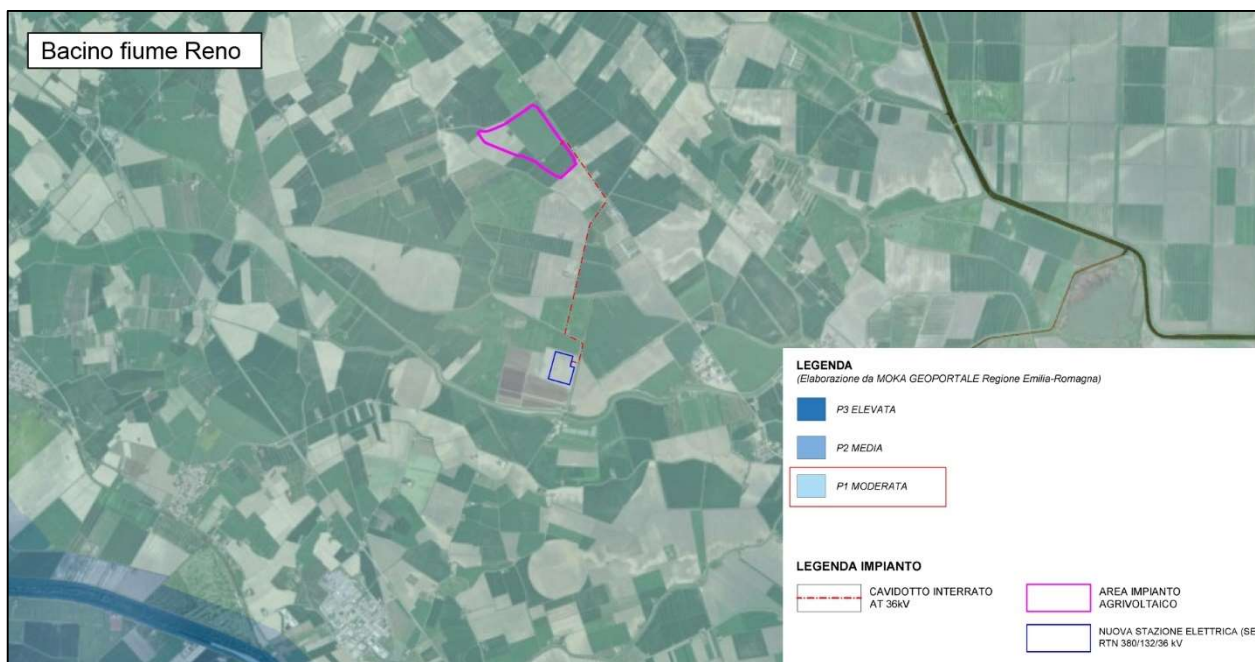 Bacino fiume Reno
LEGENDA
(Elaborazione da MOKA GEOPORTALE Regione Emilia-Romagna)
P3 ELEVATA
P2 MEDIA
P1 MODERATA
LEGENDA IMPIANTO
CAVIDOTTO INTERRATO
AT 36kV
AREA IMPIANTO
AGRIVOLTAICO
NUOVA STAZIONE ELETTRICA (SE
RTN 380/132/36 kV